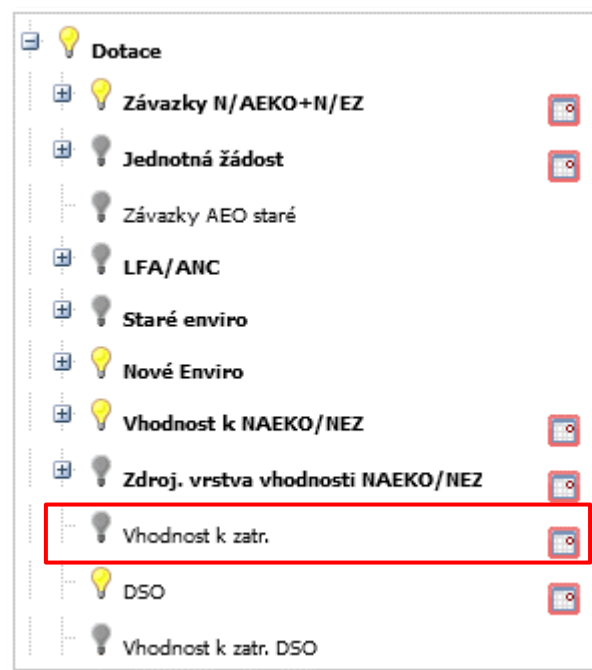 Dotace
Závazky N/AEKO+N/EZ
Jednotná žádost
Závazky AEO staré
LFA/ANC
Staré enviro
Nové Enviro
Vhodnost k NAEKO/NEZ
Zdroj. vrstva vhodnosti NAEKO/NEZ
Vhodnost k zatr.
DSO
Vhodnost k zatr. DSO